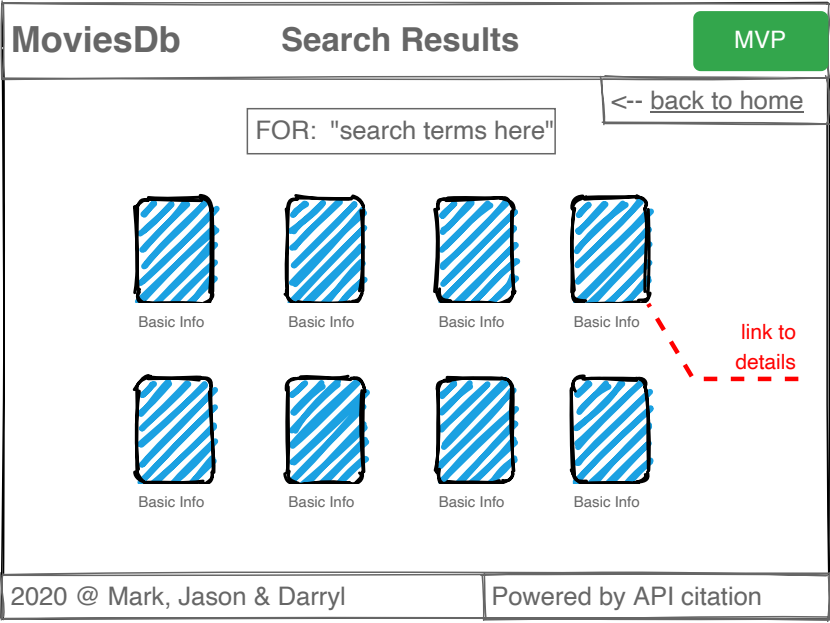 MoviesDb
Search Results
MVP
<-- back to home
FOR:  "search terms here"
Basic Info
Basic Info
Basic Info
Basic Info
link to
details
Basic Info
Basic Info
Basic Info
Basic Info
2020 @ Mark, Jason & Darryl
Powered by API citation